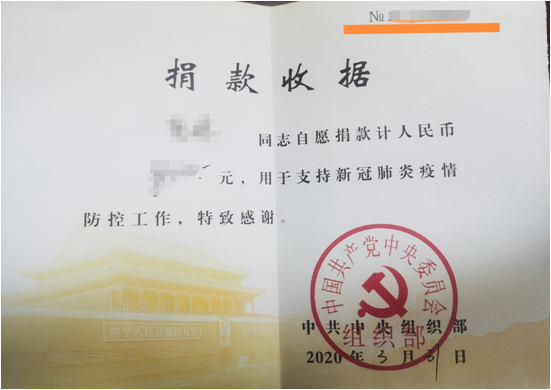 №
捐款收据
同志自愿捐款计人民币
元，用于支持新冠肺炎疫情
防控工作，特致感谢。
中国共产党中央委员会
组织部
中共中央组织部
2020年3月31日